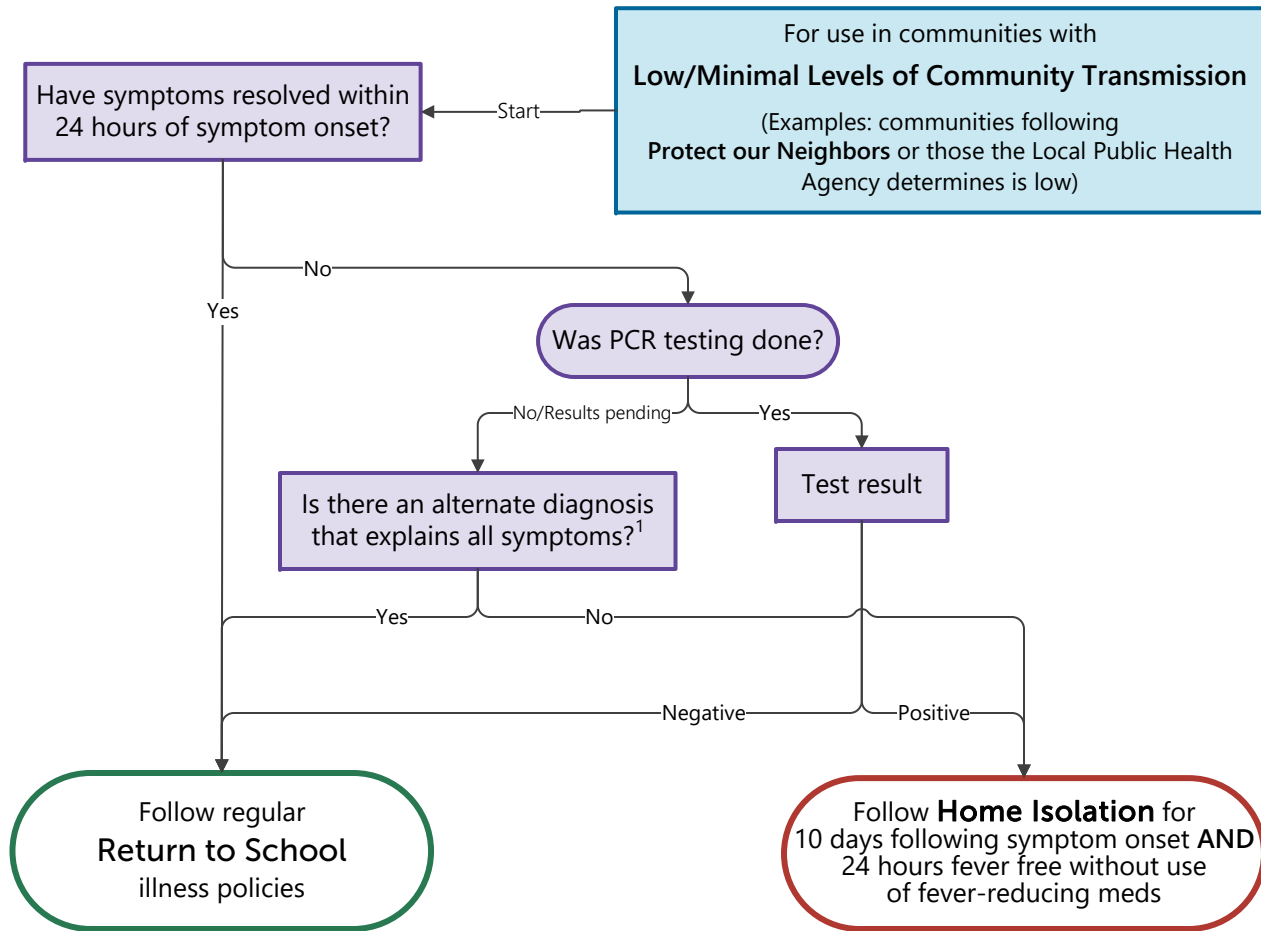 For use in communities with
Low/Minimal Levels of Community Transmission
(Examples: communities following
Protect our Neighbors or those the Local Public Health
Agency determines is low)
Start
Have symptoms resolved within
24 hours of symptom onset?
No
Yes
Was PCR testing done?
No/Results pending
Yes
Is there an alternate diagnosis
that explains all symptoms?1
Test result
Yes
No
Negative
Positive
Follow regular
Return to School
illness policies
Follow Home Isolation for
10 days following symptom onset AND
24 hours fever free without use
of fever-reducing meds